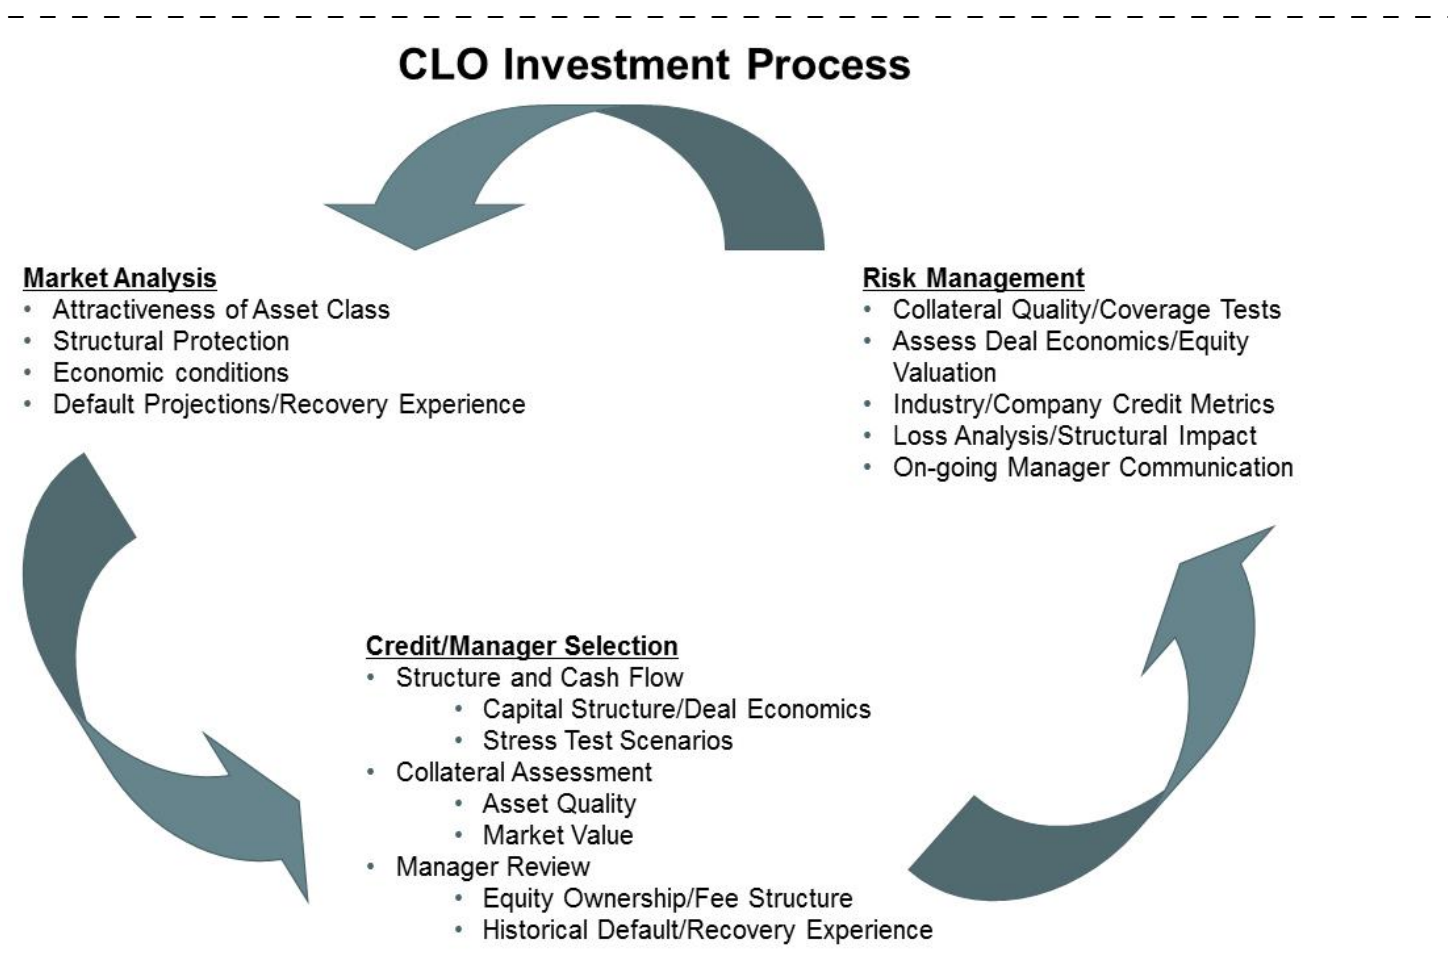 CLO Investment Process
Market Analysis
• Attractiveness of Asset Class
• Structural Protection
• Economic conditions
• Default Projections/Recovery Experience
Risk Management
• Collateral Quality/Coverage Tests
• Assess Deal Economics/Equity
Valuation
• Industry/Company Credit Metrics
• Loss Analysis/Structural Impact
• On-going Manager Communication
Credit/Manager Selection
• Structure and Cash Flow
• Capital Structure/Deal Economics
• Stress Test Scenarios
• Collateral Assessment
• Asset Quality
• Market Value
• Manager Review
• Equity Ownership/Fee Structure
• Historical Default/Recovery Experience